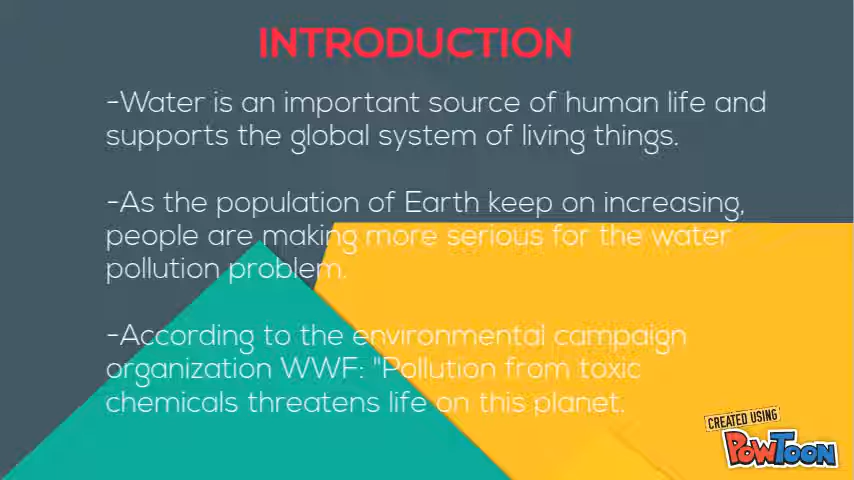 INTRODUCTION
-Water is an important source of human life and
supports the global system of living things.
-As the population of Earth keep on increasing,
people are making more serious for the water
pollution problem.
-According to the environmental campaign
organization WWF: "Pollution from toxic
chemicals threatens life on this planet.
CREATED USING
POWTOON